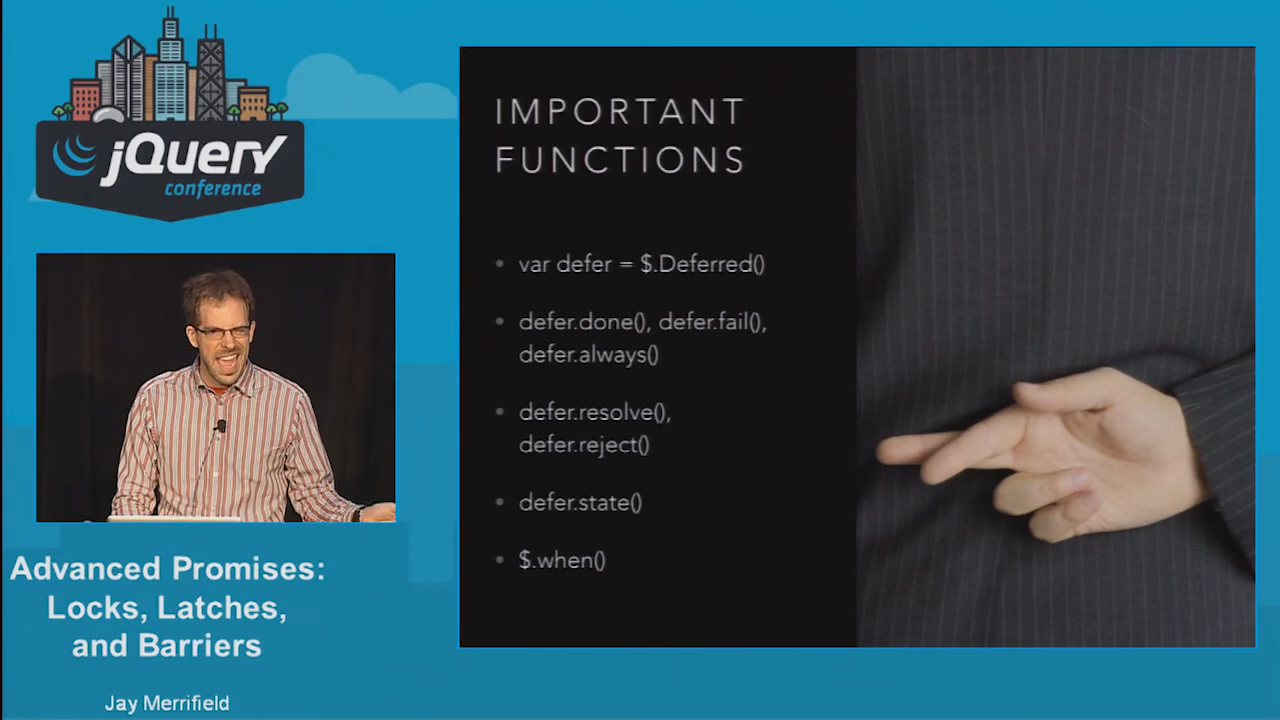 jQuery
conference
Advanced Promises:
Locks, Latches,
and Barriers
Jay Merrifield
IMPORTANT
FUNCTIONS
• var defer = $.Deferred()
• defer.done(), defer.fail(),
defer.always()
• defer.resolve(),
defer.reject()
• defer.state()
• $.when()